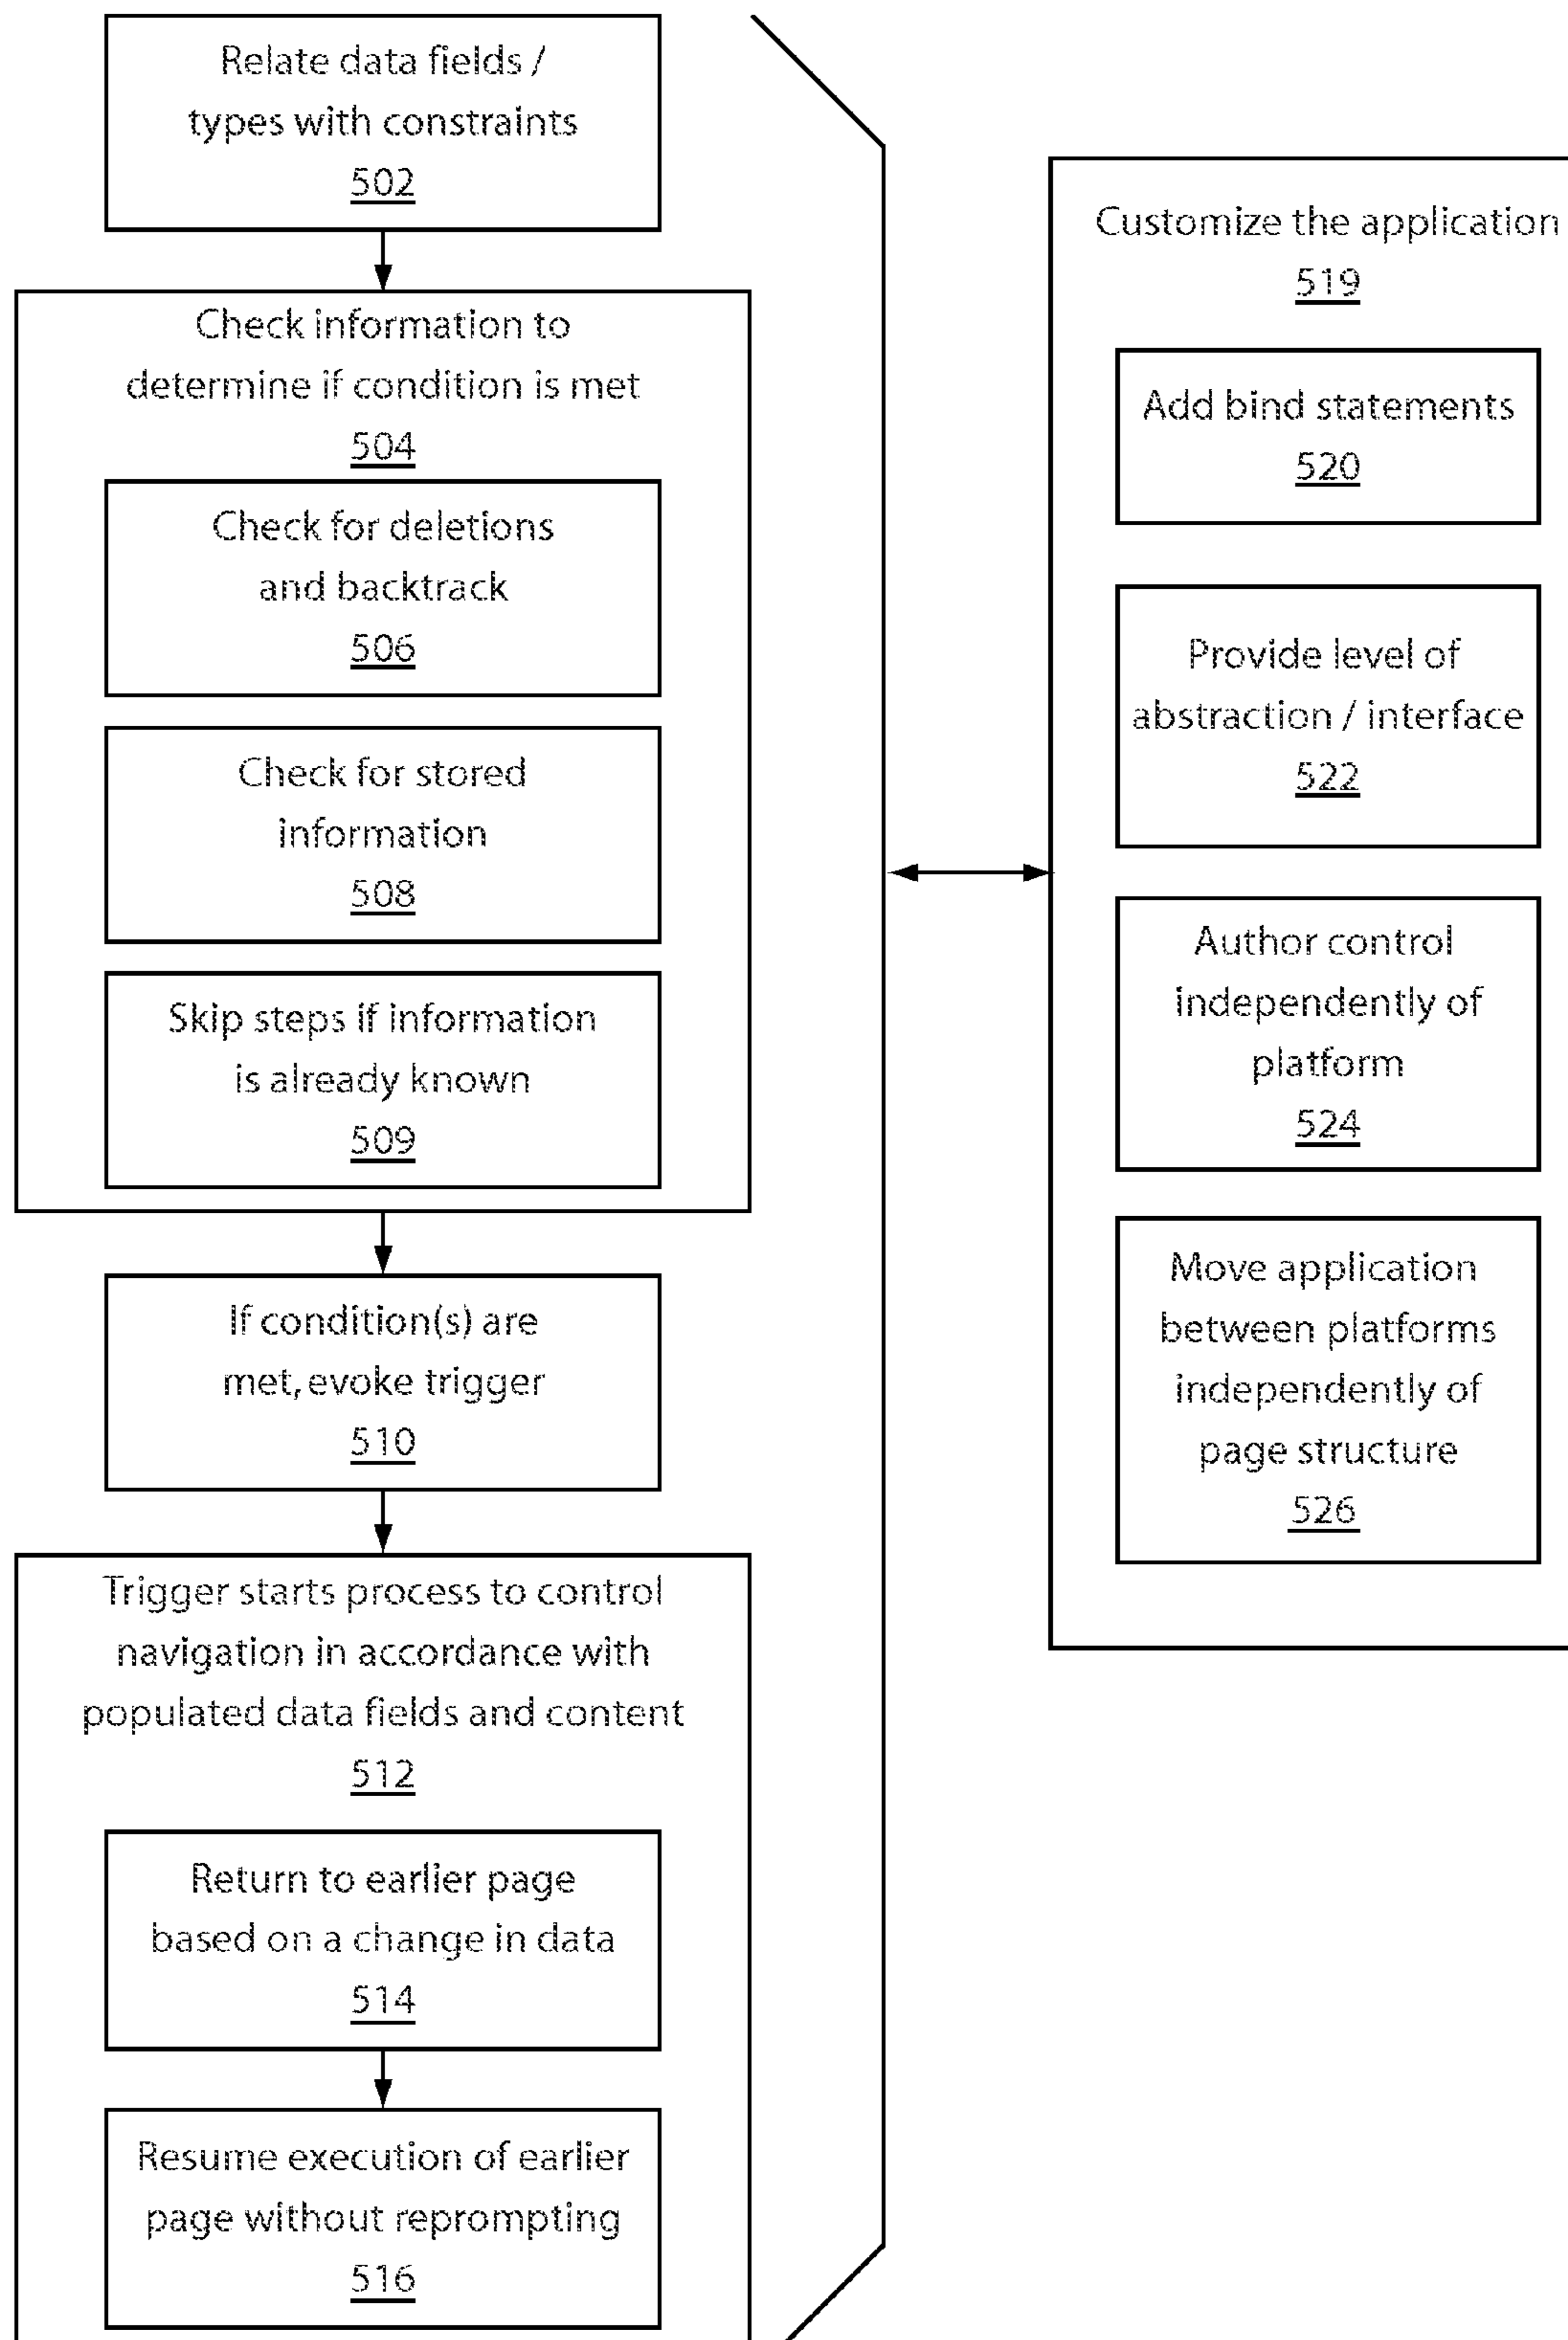 Relate data fields /
types with constraints
502
Check information to
determine if condition is met
504
Check for deletions
and backtrack
506
Check for stored
information
508
Skip steps if information
is already known
509
If condition(s) are
met, evoke trigger
510
Trigger starts process to control
navigation in accordance with
populated data fields and content
512
Return to earlier page
based on a change in data
514
Resume execution of earlier
page without reprompting
516
Customize the application
519
Add bind statements
520
Provide level of
abstraction / interface
522
Author control
independently of
platform
524
Move application
between platforms
independently of
page structure
526